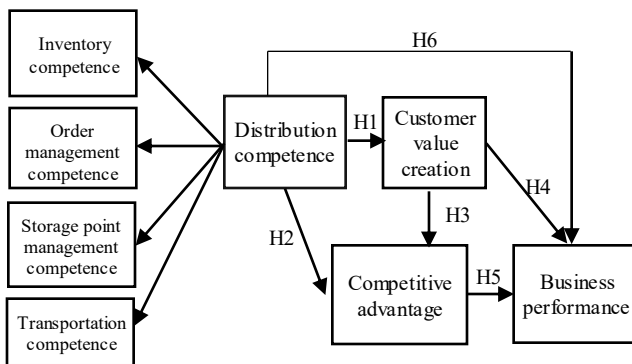 Inventory
competence
Order
management
competence
Storage point
management
competence
Transportation
competence
Distribution
competence
H1
H2
Customer
value
creation
H3
H4
H6
Competitive
advantage
H5
Business
performance